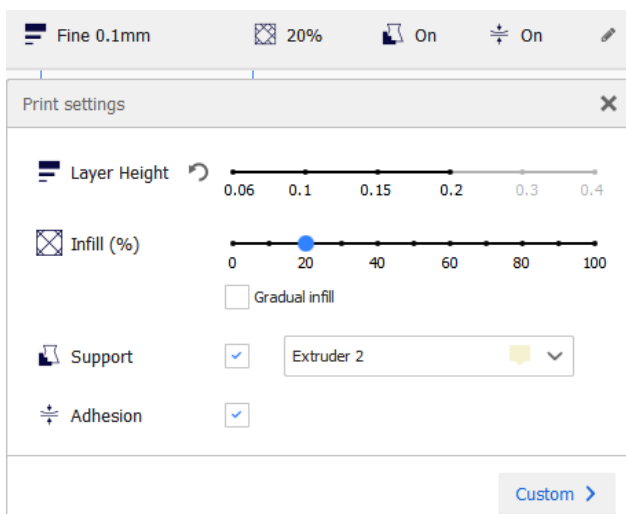 Fine 0.1mm 20% On On
Print settings
Layer Height
0.06 0.1 0.15 0.2 0.3 0.4
Infill (%)
0 20 40 60 80 100
Gradual infill
Support Extruder 2
Adhesion
Custom